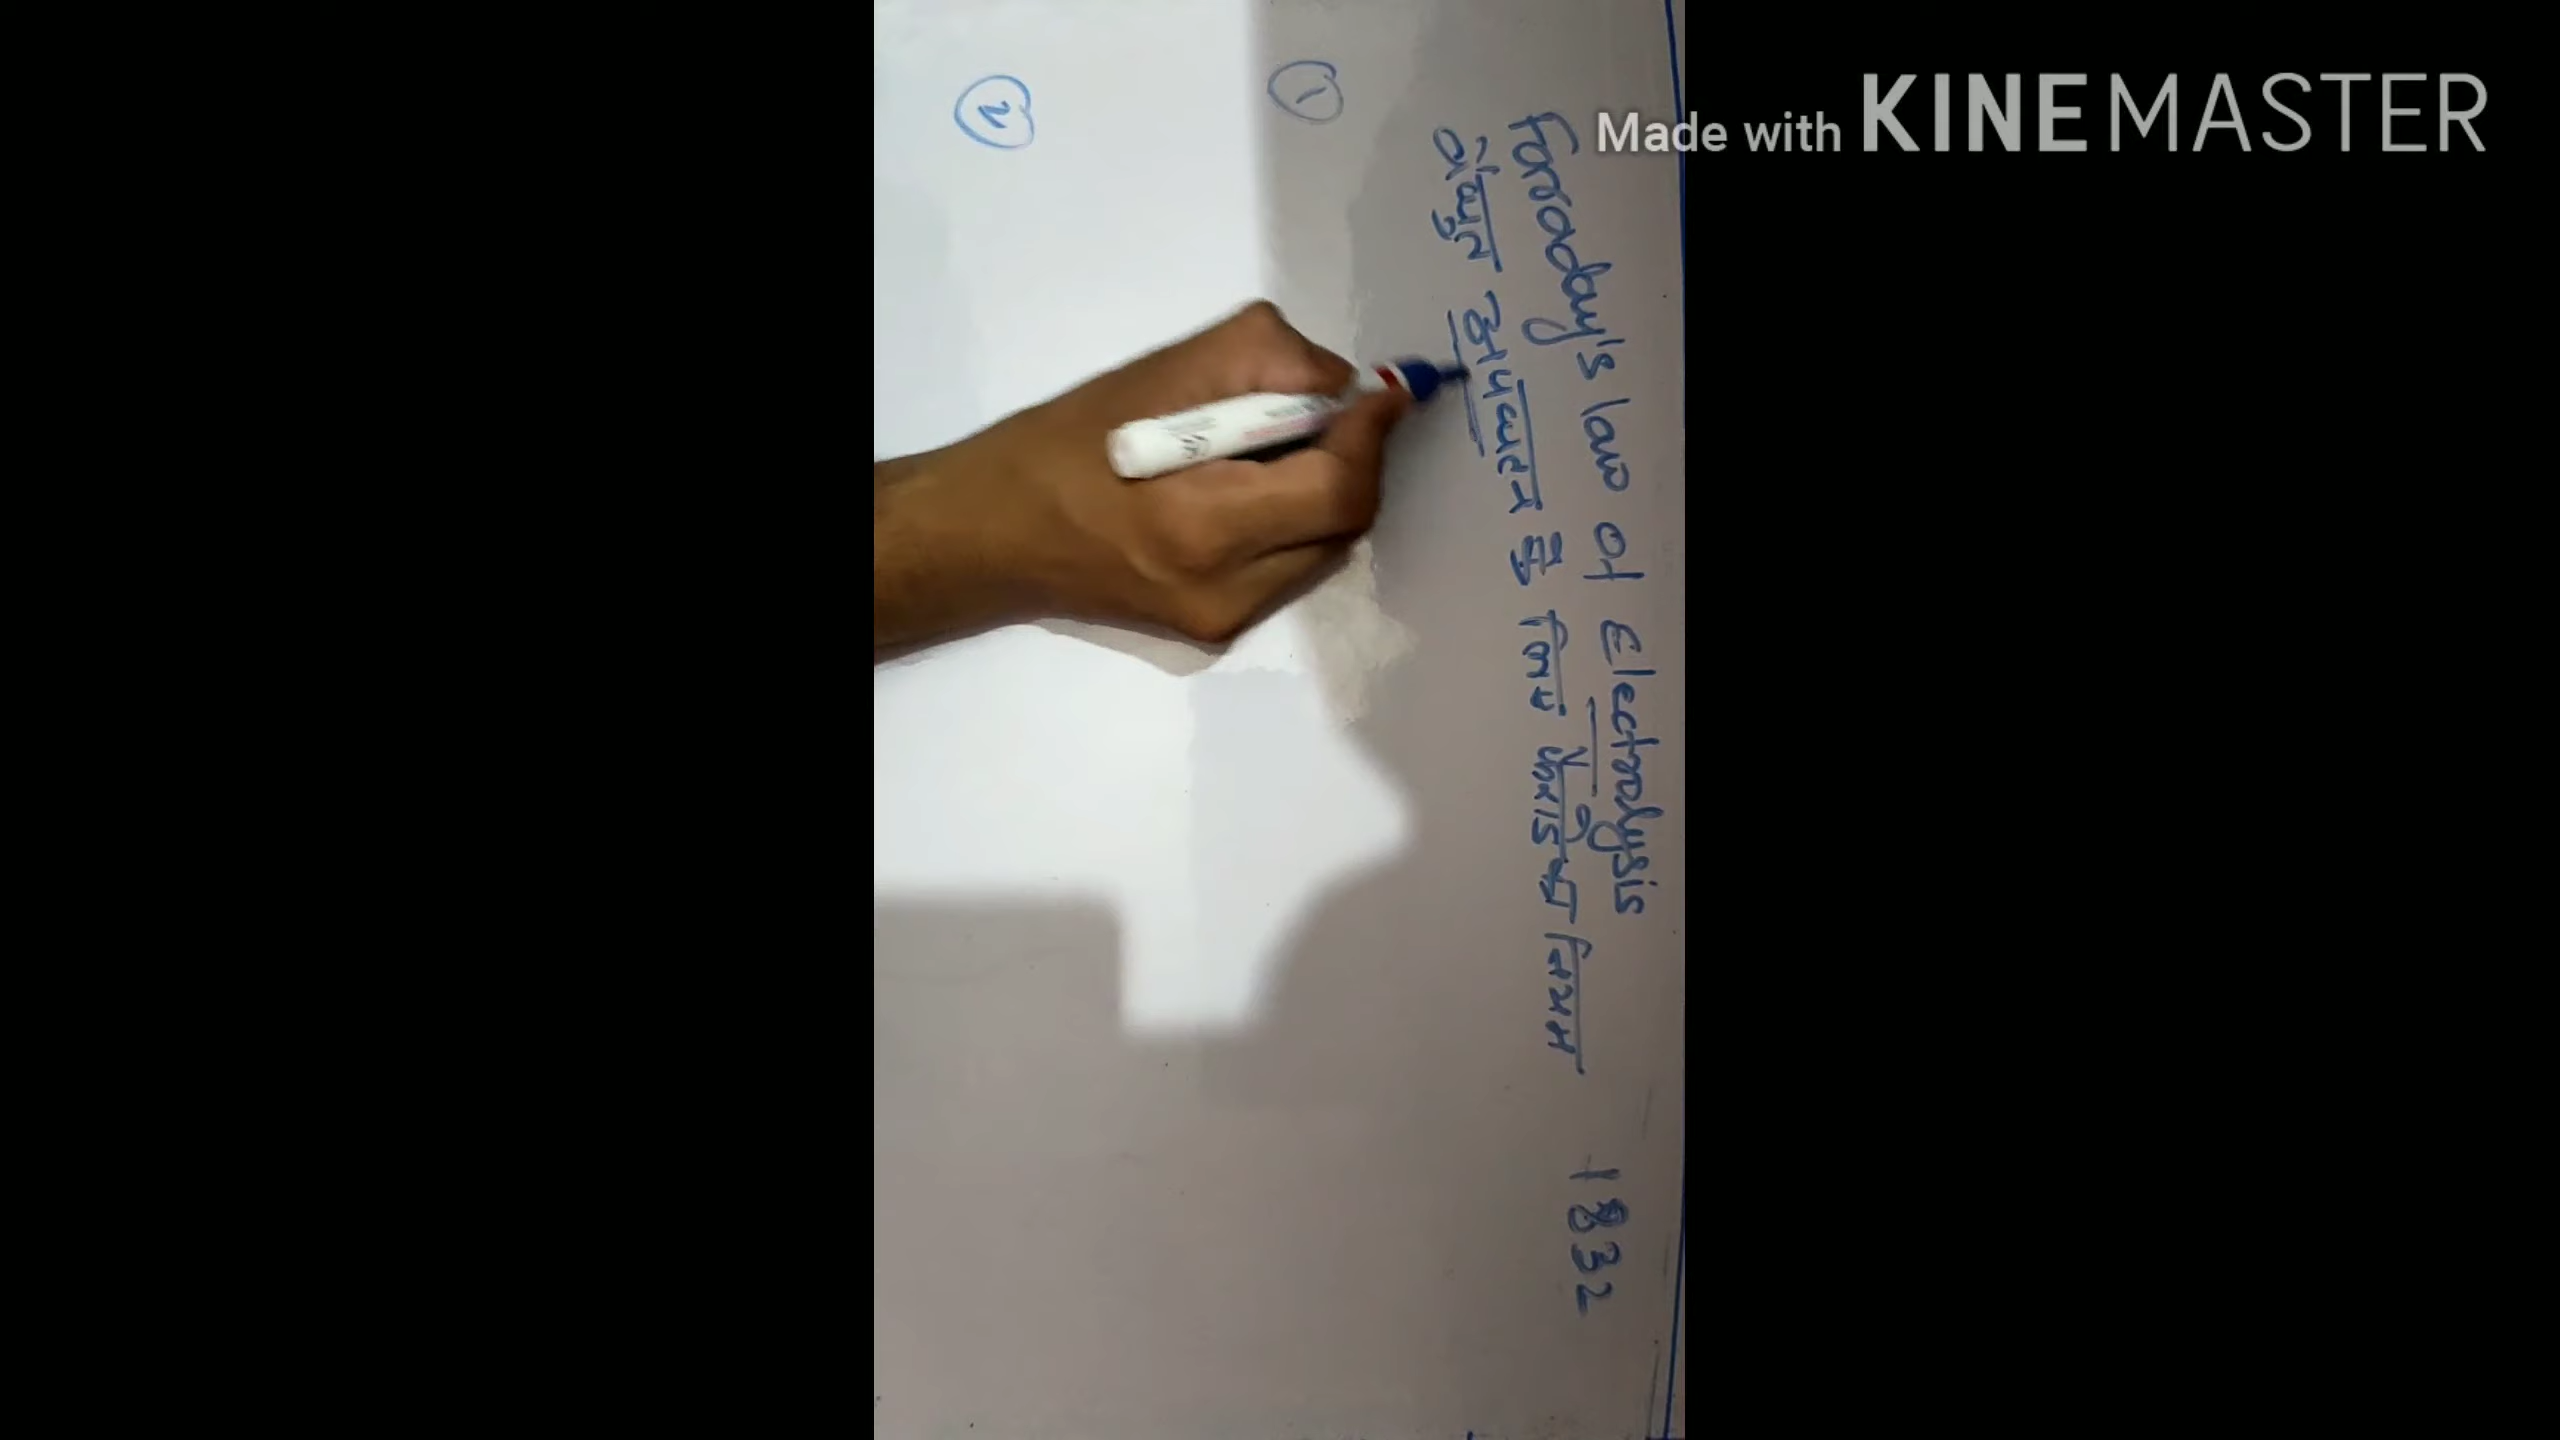 Faraday's law of Electrolysis
वैधुत अपघटन के लिए फैराडे का नियम 1832
1
2
Made with KINEMASTER